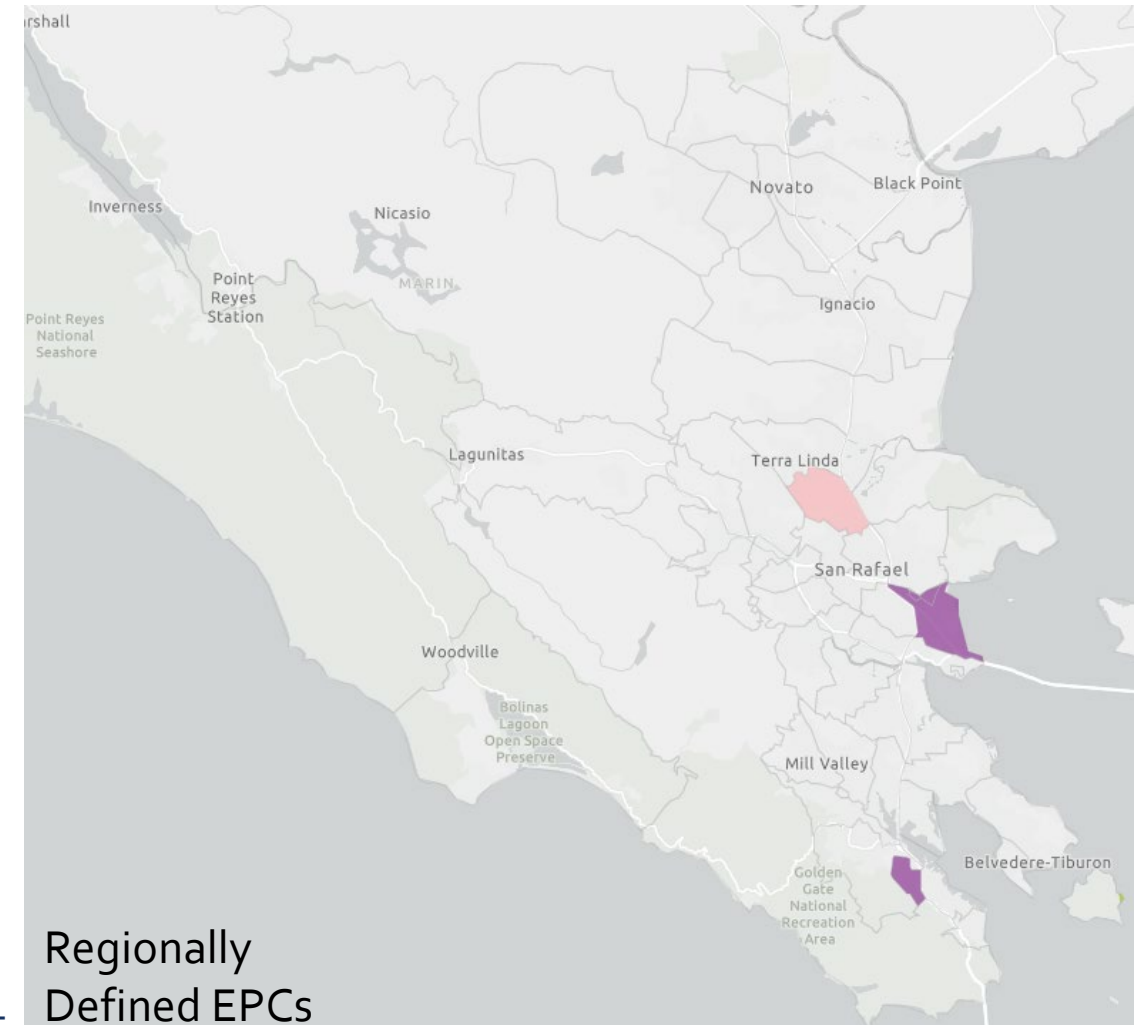 rshall
Inverness
Nicasio
MARIN
Novato
Black Point
Point
Reyes
Station
Ignacio
Point Reyes
National
Seashore
Lagunitas
Terra Linda
San Rafael
Woodville
Bolinas
Lagoon
Open Space
Preserve
Mill Valley
Golden
Gate
National
Recreation
Area
Belvedere-Tiburon
Regionally
Defined EPCs